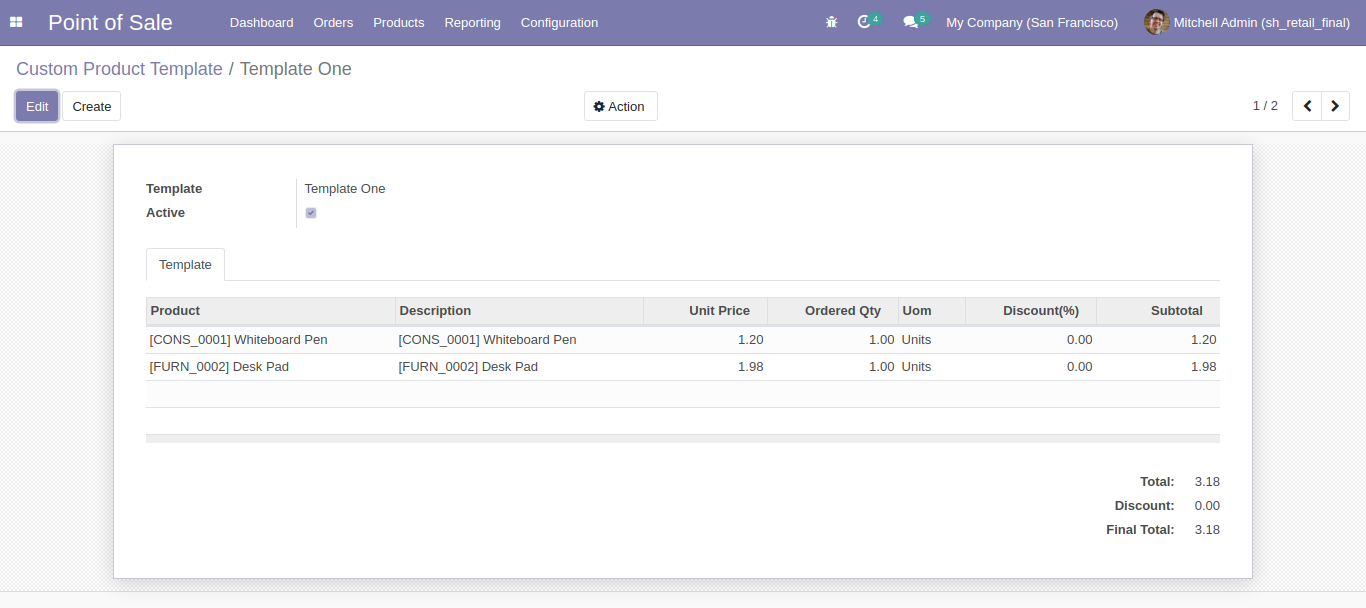 Point of Sale Dashboard Orders Products Reporting Configuration 4 5 My Company (San Francisco) Mitchell Admin (sh_retail_final)
Custom Product Template / Template One
Edit Create Action 1 / 2
Template Template One
Active
Template
Product Description Unit Price Ordered Qty Uom Discount(%) Subtotal
[CONS_0001] Whiteboard Pen [CONS_0001] Whiteboard Pen 1.20 1.00 Units 0.00 1.20
[FURN_0002] Desk Pad [FURN_0002] Desk Pad 1.98 1.00 Units 0.00 1.98
Total: 3.18
Discount: 0.00
Final Total: 3.18